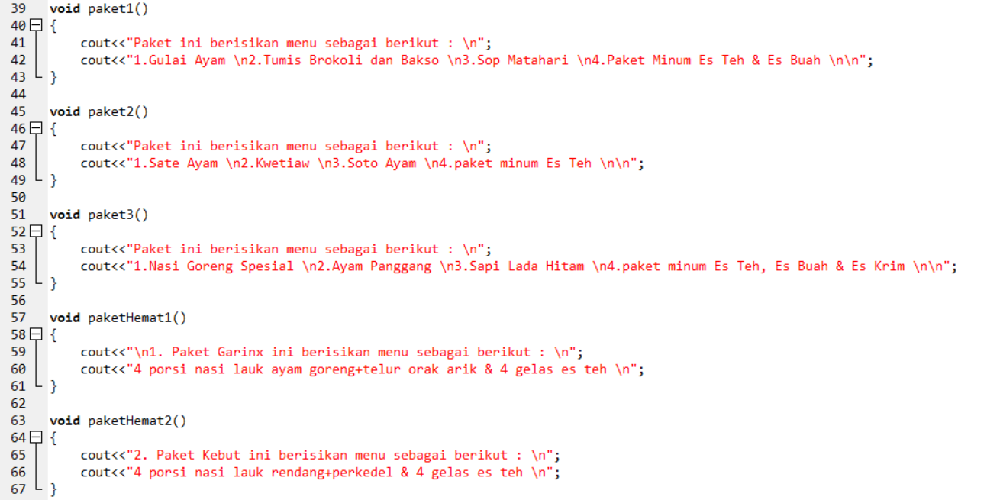 39 void paket1()
40 {
41 cout<<"Paket ini berisikan menu sebagai berikut : \n";
42 cout<<"1.Gulai Ayam \n2.Tumis Brokoli dan Bakso \n3.Sop Matahari \n4.Paket Minum Es Teh & Es Buah \n\n";
43 }
44
45 void paket2()
46 {
47 cout<<"Paket ini berisikan menu sebagai berikut : \n";
48 cout<<"1.Sate Ayam \n2.Kwetiaw \n3.Soto Ayam \n4.paket minum Es Teh \n\n";
49 }
50
51 void paket3()
52 {
53 cout<<"Paket ini berisikan menu sebagai berikut : \n";
54 cout<<"1.Nasi Goreng Spesial \n2.Ayam Panggang \n3.Sapi Lada Hitam \n4.paket minum Es Teh, Es Buah & Es Krim \n\n";
55 }
56
57 void paketHemat1()
58 {
59 cout<<"\n1. Paket Garinx ini berisikan menu sebagai berikut : \n";
60 cout<<"4 porsi nasi lauk ayam goreng+telur orak arik & 4 gelas es teh \n";
61 }
62
63 void paketHemat2()
64 {
65 cout<<"2. Paket Kebut ini berisikan menu sebagai berikut : \n";
66 cout<<"4 porsi nasi lauk rendang+perkedel & 4 gelas es teh \n";
67 }